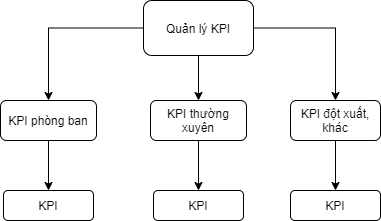 Quản lý KPI
KPI phòng ban
KPI thường
xuyên
KPI đột xuất,
khác
KPI
KPI
KPI